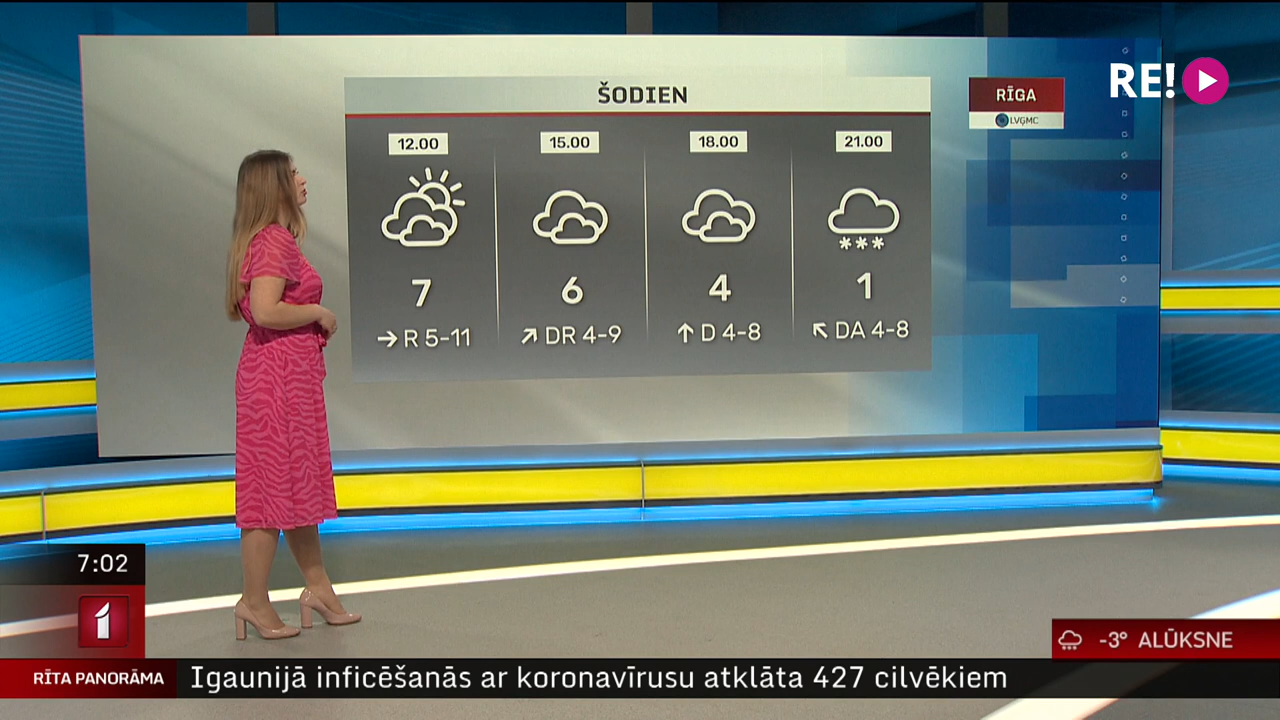 RE!
ŠODIEN
RĪGA
LVĢMC
12.00 15.00 18.00 21.00
7 6 4 1
→ R 5-11 ↗ DR 4-9 ↑ D 4-8 ↖ DA 4-8
7:02
1
-3° ALŪKSNE
RĪTA PANORĀMA
Igaunijā inficēšanās ar koronavīrusu atklāta 427 cilvēkiem